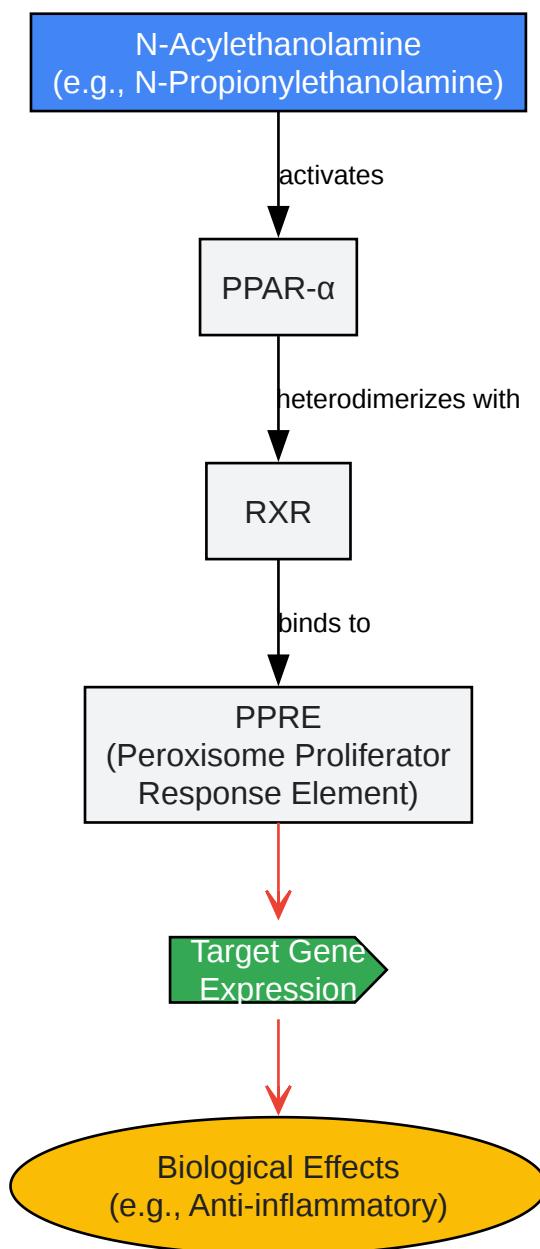 N-Acylethanolamine
(e.g., N-Propionylethanolamine)
activates
PPAR-α
heterodimerizes with
RXR
binds to
PPRE
(Peroxisome Proliferator
Response Element)
Target Gene
Expression
Biological Effects
(e.g., Anti-inflammatory)